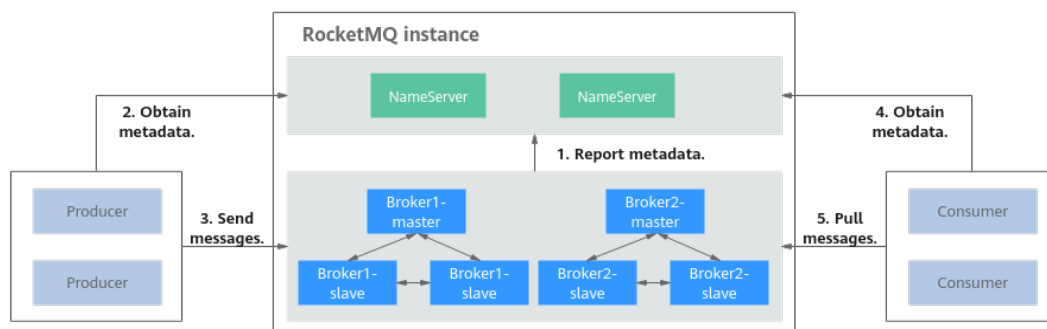 RocketMQ instance
NameServer
NameServer
2. Obtain
metadata.
4. Obtain
metadata.
1. Report metadata.
Producer
Producer
3. Send
messages.
Broker1-
master
Broker2-
master
Broker1-
slave
Broker1-
slave
Broker2-
slave
Broker2-
slave
5. Pull
messages.
Consumer
Consumer